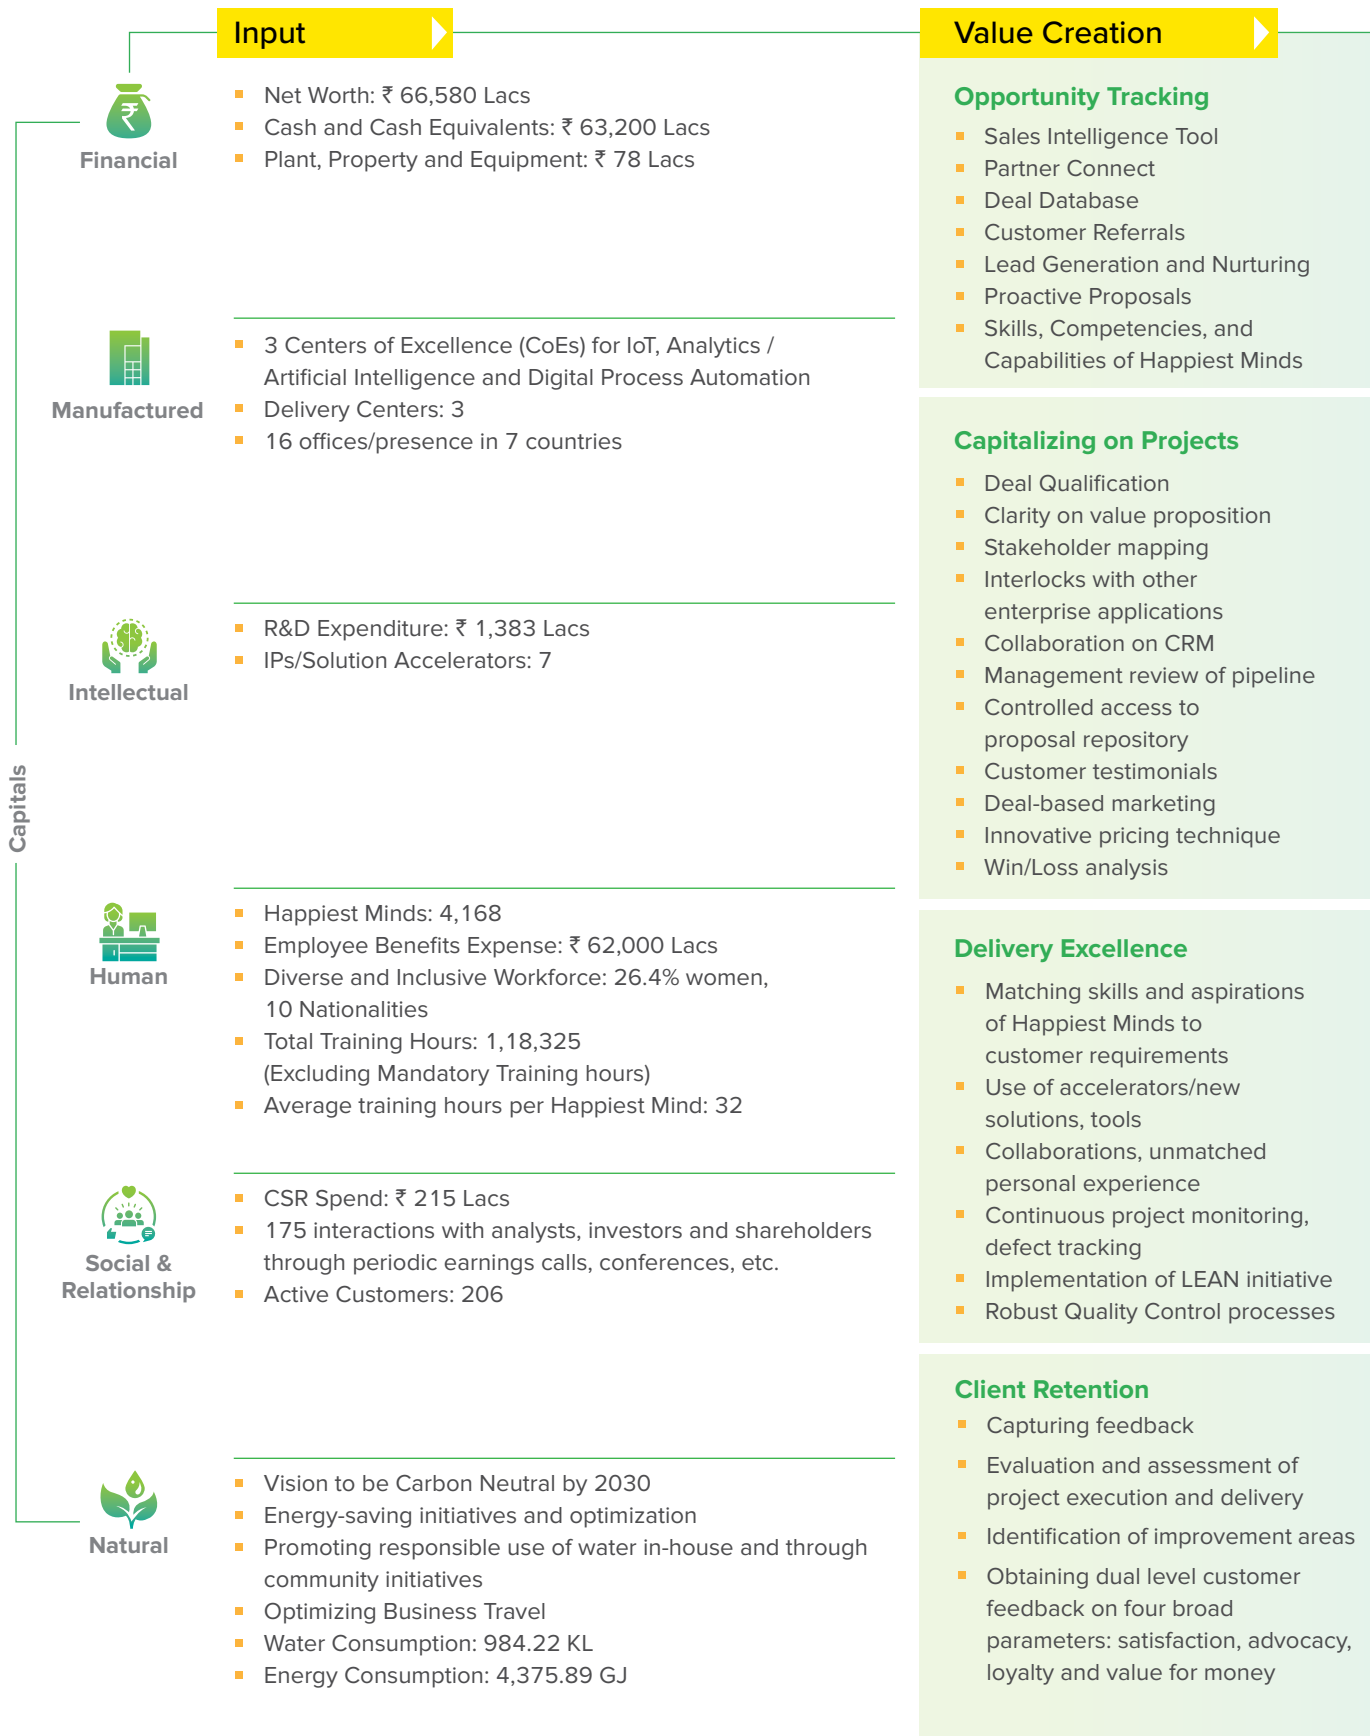 Input
Value Creation
Capitals
Financial
Net Worth: ₹ 66,580 Lacs
Cash and Cash Equivalents: ₹ 63,200 Lacs
Plant, Property and Equipment: ₹ 78 Lacs
Manufactured
3 Centers of Excellence (CoEs) for IoT, Analytics /
Artificial Intelligence and Digital Process Automation
Delivery Centers: 3
16 offices/presence in 7 countries
Intellectual
R&D Expenditure: ₹ 1,383 Lacs
IPs/Solution Accelerators: 7
Human
Happiest Minds: 4,168
Employee Benefits Expense: ₹ 62,000 Lacs
Diverse and Inclusive Workforce: 26.4% women,
10 Nationalities
Total Training Hours: 1,18,325
(Excluding Mandatory Training hours)
Average training hours per Happiest Mind: 32
Social &
Relationship
CSR Spend: ₹ 215 Lacs
175 interactions with analysts, investors and shareholders
through periodic earnings calls, conferences, etc.
Active Customers: 206
Natural
Vision to be Carbon Neutral by 2030
Energy-saving initiatives and optimization
Promoting responsible use of water in-house and through
community initiatives
Optimizing Business Travel
Water Consumption: 984.22 KL
Energy Consumption: 4,375.89 GJ
Opportunity Tracking
Sales Intelligence Tool
Partner Connect
Deal Database
Customer Referrals
Lead Generation and Nurturing
Proactive Proposals
Skills, Competencies, and
Capabilities of Happiest Minds
Capitalizing on Projects
Deal Qualification
Clarity on value proposition
Stakeholder mapping
Interlocks with other
enterprise applications
Collaboration on CRM
Management review of pipeline
Controlled access to
proposal repository
Customer testimonials
Deal-based marketing
Innovative pricing technique
Win/Loss analysis
Delivery Excellence
Matching skills and aspirations
of Happiest Minds to
customer requirements
Use of accelerators/new
solutions, tools
Collaborations, unmatched
personal experience
Continuous project monitoring,
defect tracking
Implementation of LEAN initiative
Robust Quality Control processes
Client Retention
Capturing feedback
Evaluation and assessment of
project execution and delivery
Identification of improvement areas
Obtaining dual level customer
feedback on four broad
parameters: satisfaction, advocacy,
loyalty and value for money